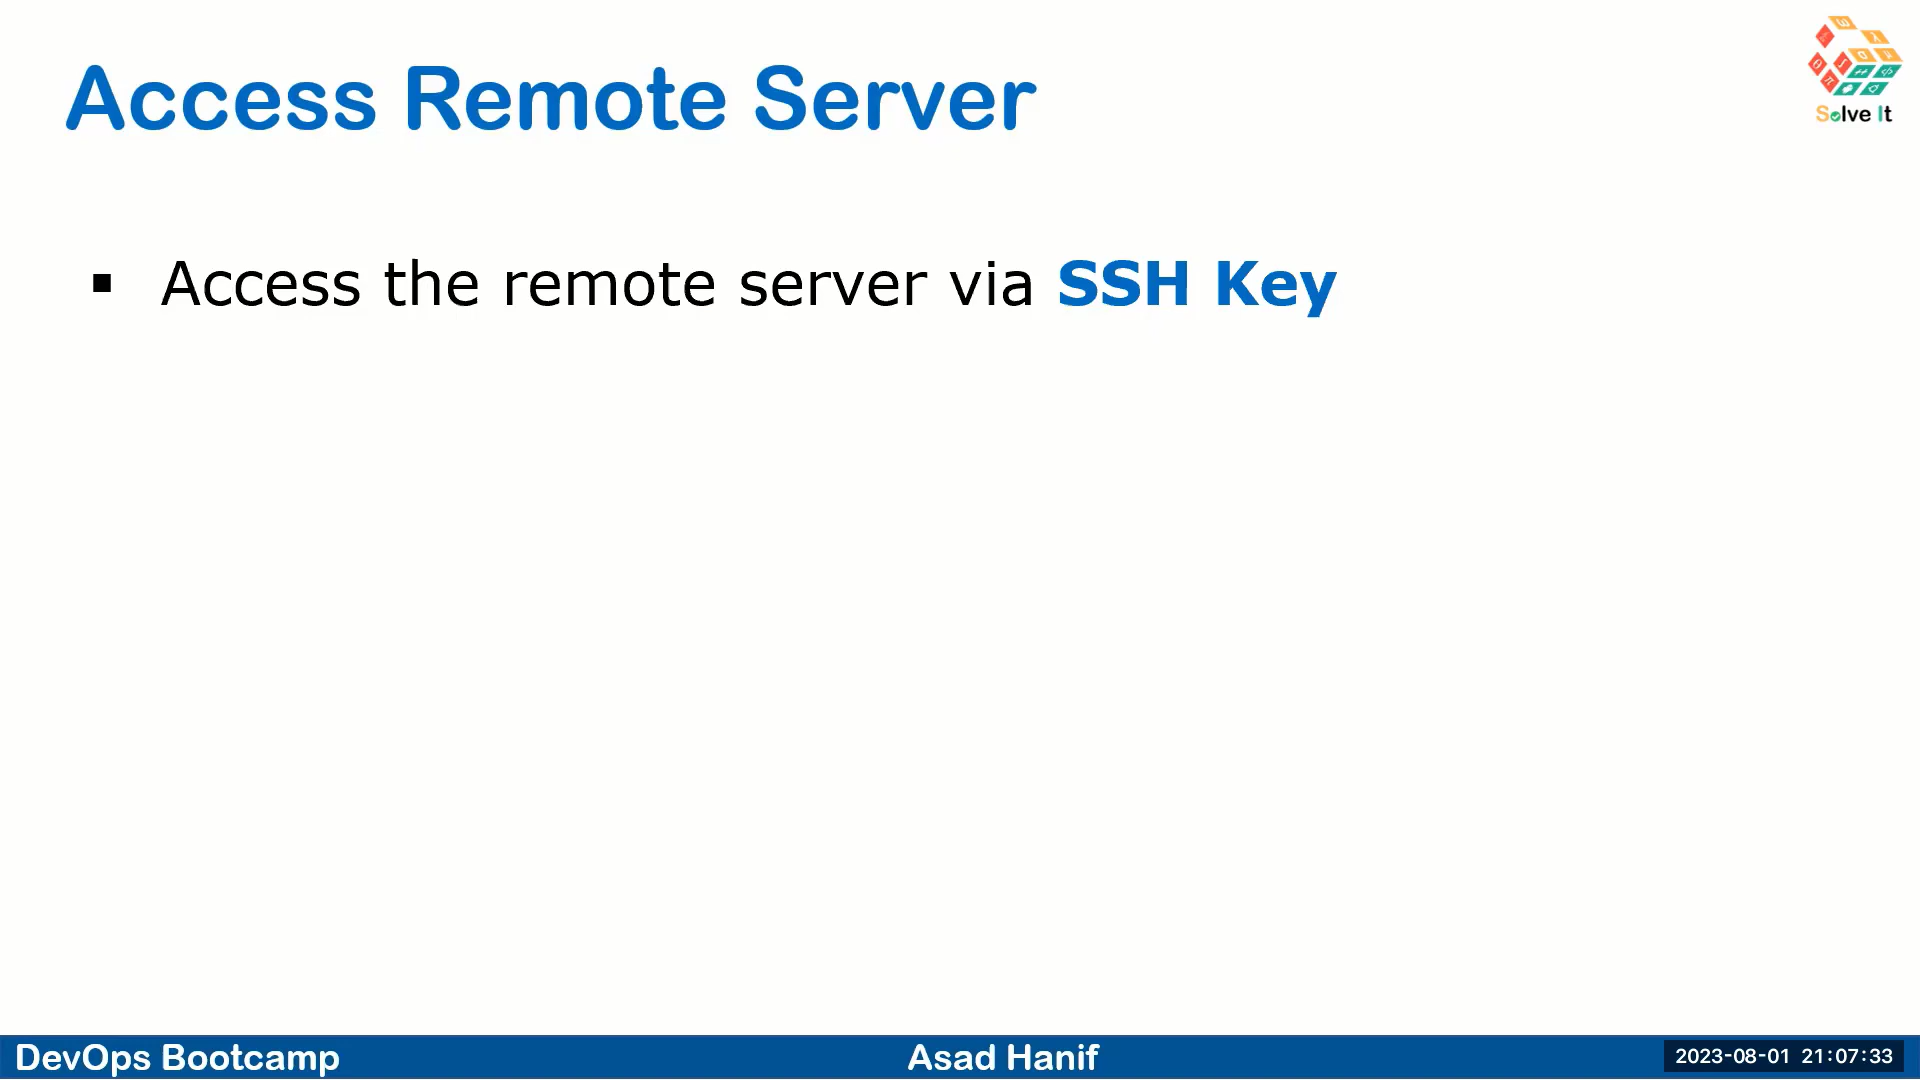 Access Remote Server
Solve It
▪ Access the remote server via SSH Key
DevOps Bootcamp
Asad Hanif
2023-08-01 21:07:33